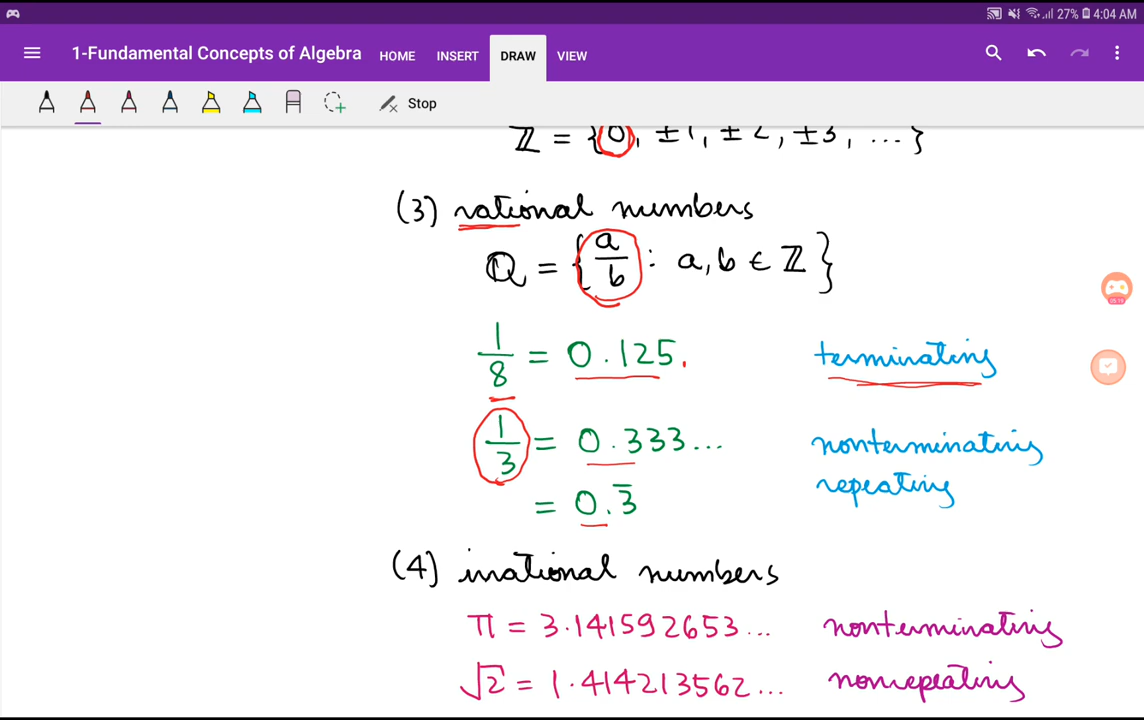 27% 4:04 AM
1-Fundamental Concepts of Algebra HOME INSERT DRAW VIEW
Stop
ℤ = {0, ±1, ±2, ±3, ...}
(3) rational numbers
ℚ = {a/b : a, b ∈ ℤ}
1/8 = 0.125. terminating
1/3 = 0.333... nonterminating
= 0.3̅ repeating
(4) irrational numbers
π = 3.141592653... nonterminating
√2 = 1.414213562... nonrepeating